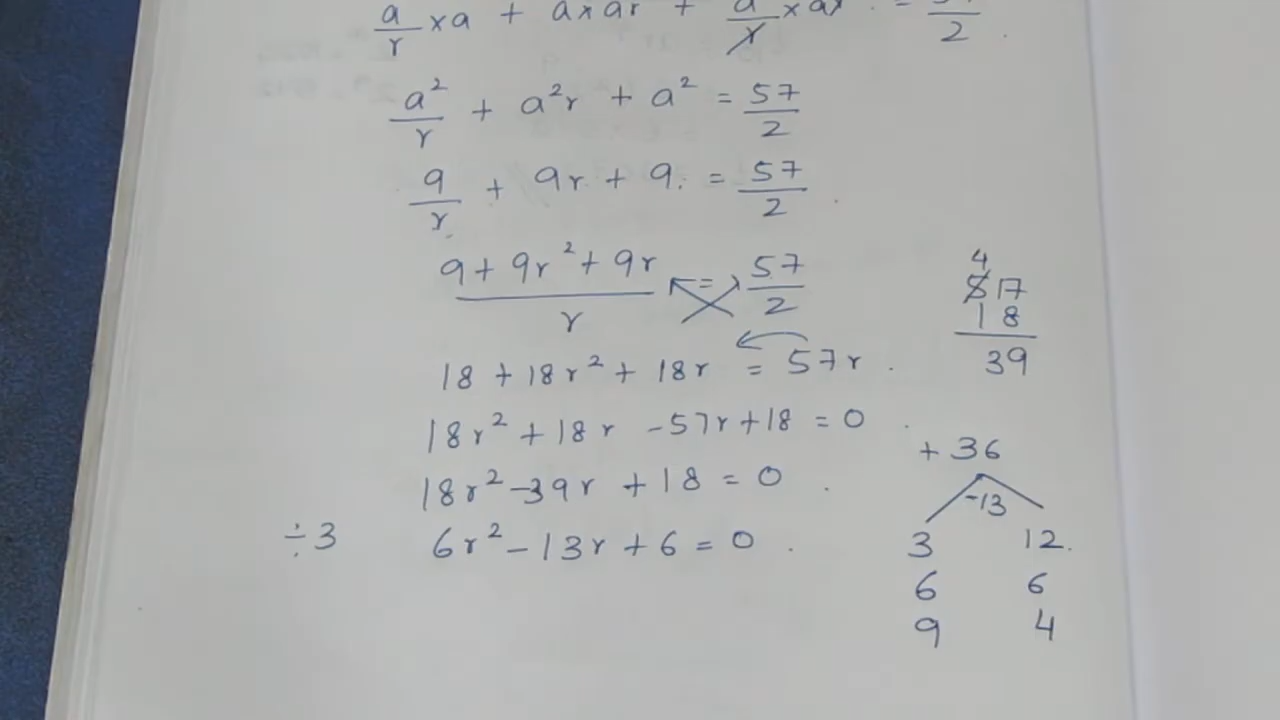 a/r × a + a × ar + a/r × ar = 57/2.
a²/r + a²r + a² = 57/2
9/r + 9r + 9. = 57/2
(9 + 9r² + 9r)/r = 57/2
18 + 18r² + 18r = 57r.
18r² + 18r - 57r + 18 = 0.
18r² - 39r + 18 = 0.
÷3 6r² - 13r + 6 = 0.
4
517
18
39
+36
-13
3 12.
6 6
9 4